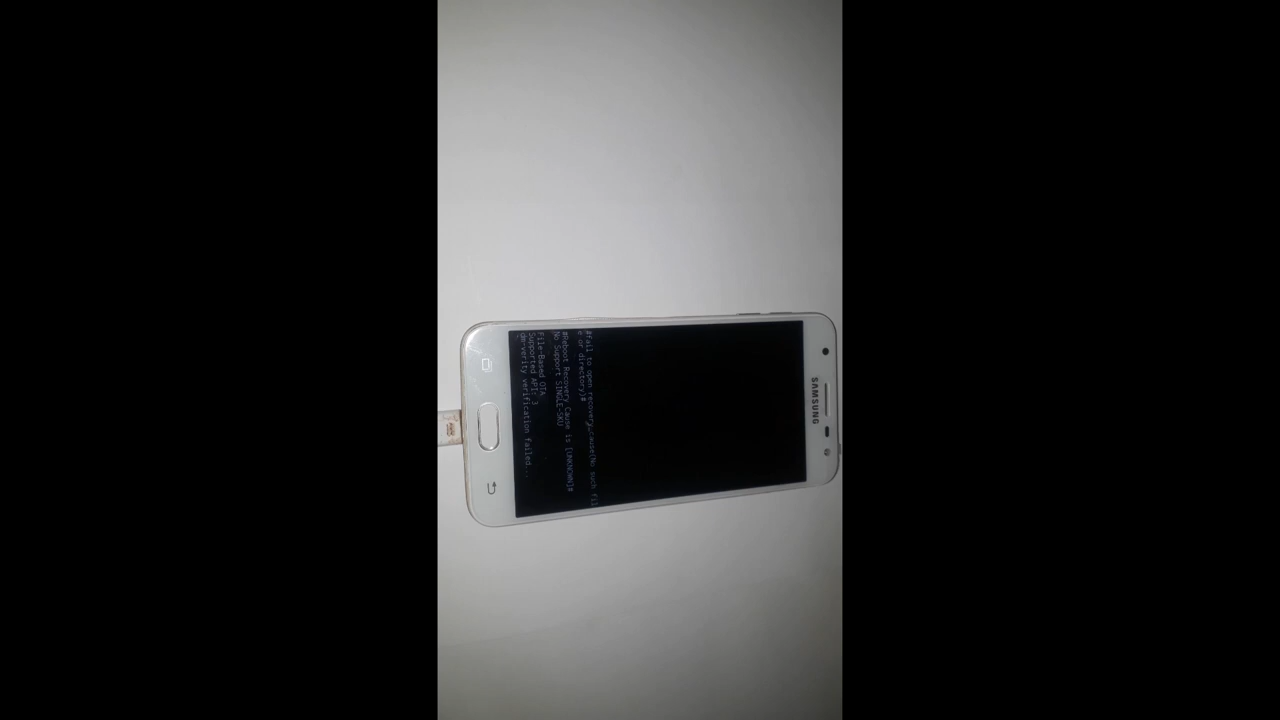 SAMSUNG
#fail to open recovery_cause(No such fil
e or directory)#
#Reboot Recovery Cause is [UNKNOWN]#
No Support SINGLE-SKU
File-Based OTA
Supported API: 3
dm-verity verification failed...